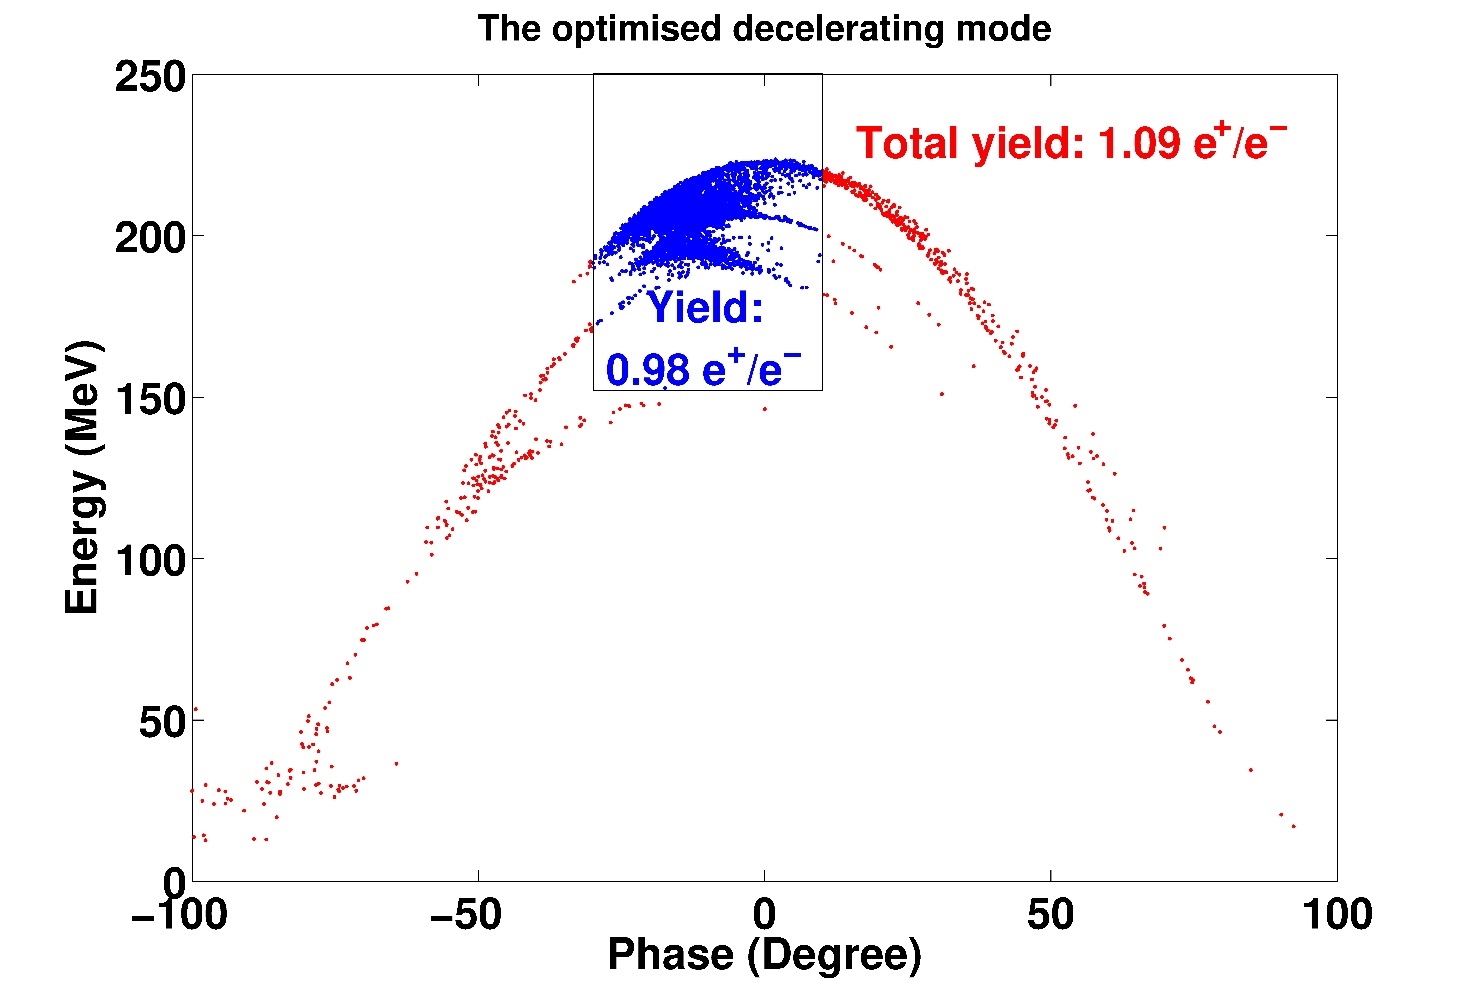 The optimised decelerating mode
250
200
150
100
50
0
Energy (MeV)
Total yield: 1.09 e⁺/e⁻
Yield:
0.98 e⁺/e⁻
−100
−50
0
50
100
Phase (Degree)